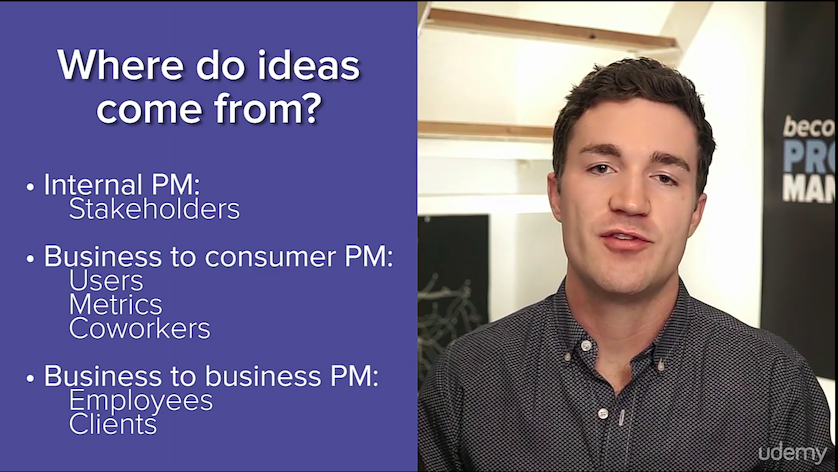 Where do ideas
come from?
• Internal PM:
Stakeholders
• Business to consumer PM:
Users
Metrics
Coworkers
• Business to business PM:
Employees
Clients
udemy